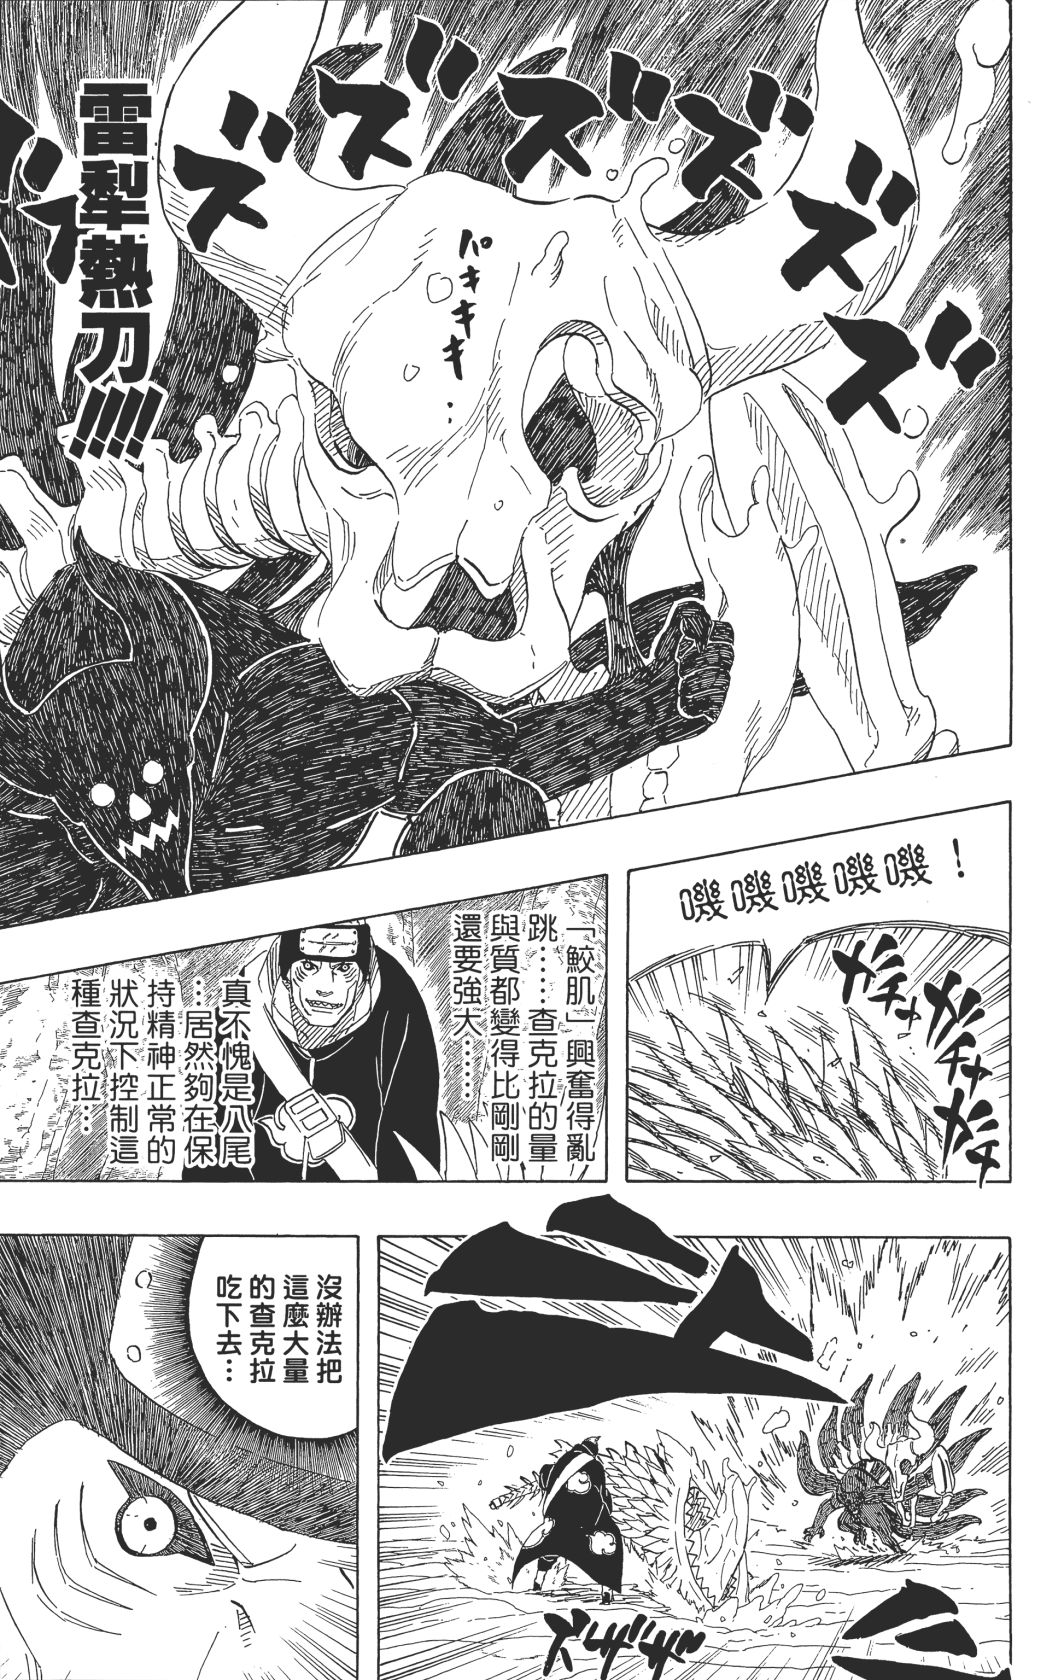 ズズズズズズ
パキキキ…
雷犁熱刀!!!!
嘰嘰嘰嘰嘰！
ガチャ
ガチャ
ガチャ
「鮫肌」興奮得亂
跳……查克拉的量
與質都變得比剛剛
還要強大……
真不愧是八尾
…居然夠在保
持精神正常的
狀況下控制這
種查克拉…
ズザザザ
沒辦法把
這麼大量
的查克拉
吃下去…